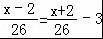 x − 2/26 = x+2/26 − 3